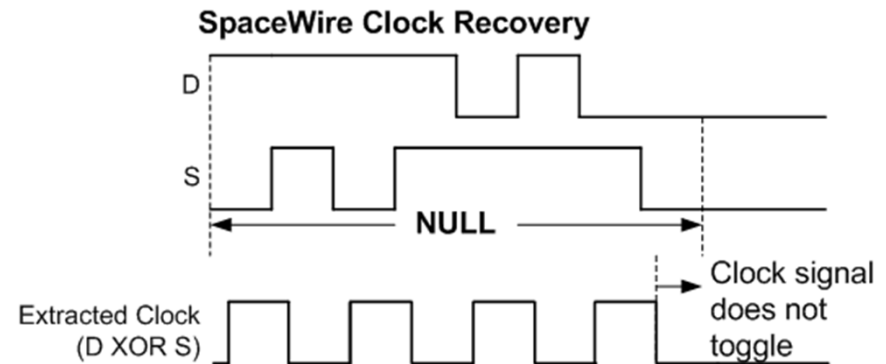 SpaceWire Clock Recovery
D
S
NULL
Extracted Clock
(D XOR S)
Clock signal
does not
toggle